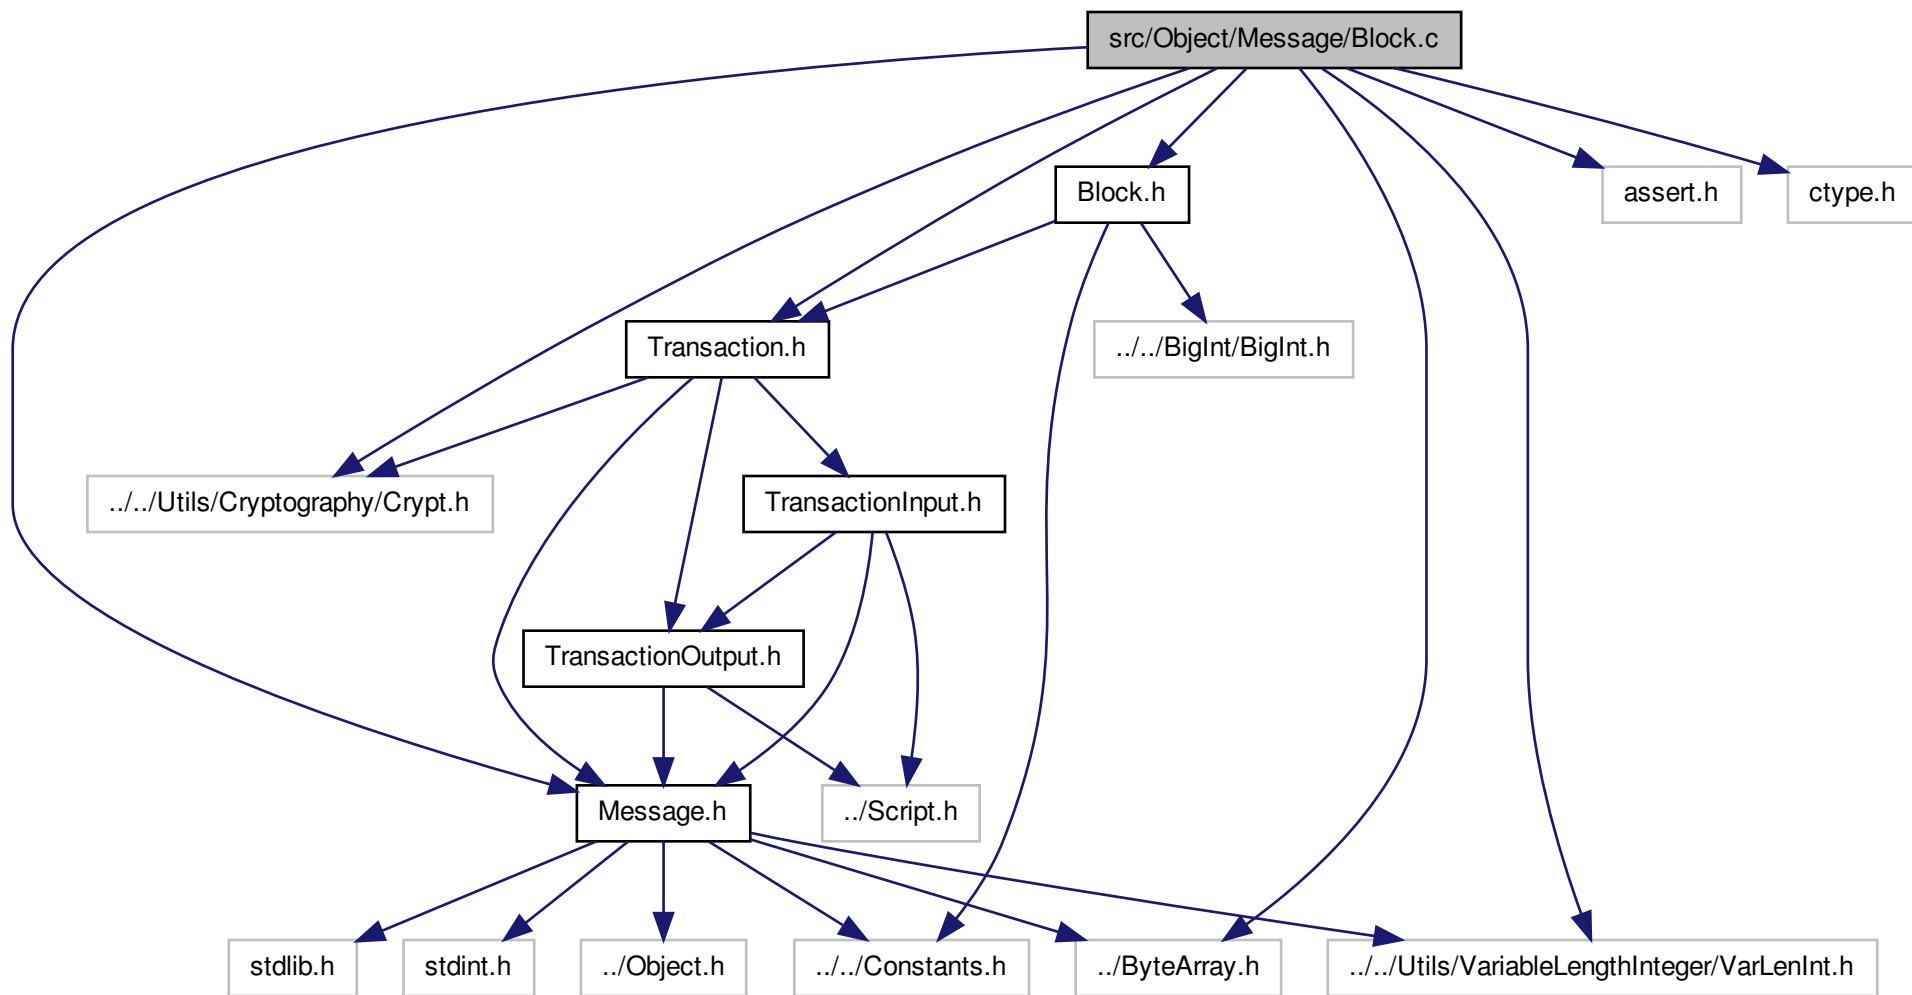 src/Object/Message/Block.c
Block.h
assert.h
ctype.h
Transaction.h
../../BigInt/BigInt.h
../../Utils/Cryptography/Crypt.h
TransactionInput.h
TransactionOutput.h
Message.h
../Script.h
stdlib.h
stdint.h
../Object.h
../../Constants.h
../ByteArray.h
../../Utils/VariableLengthInteger/VarLenInt.h